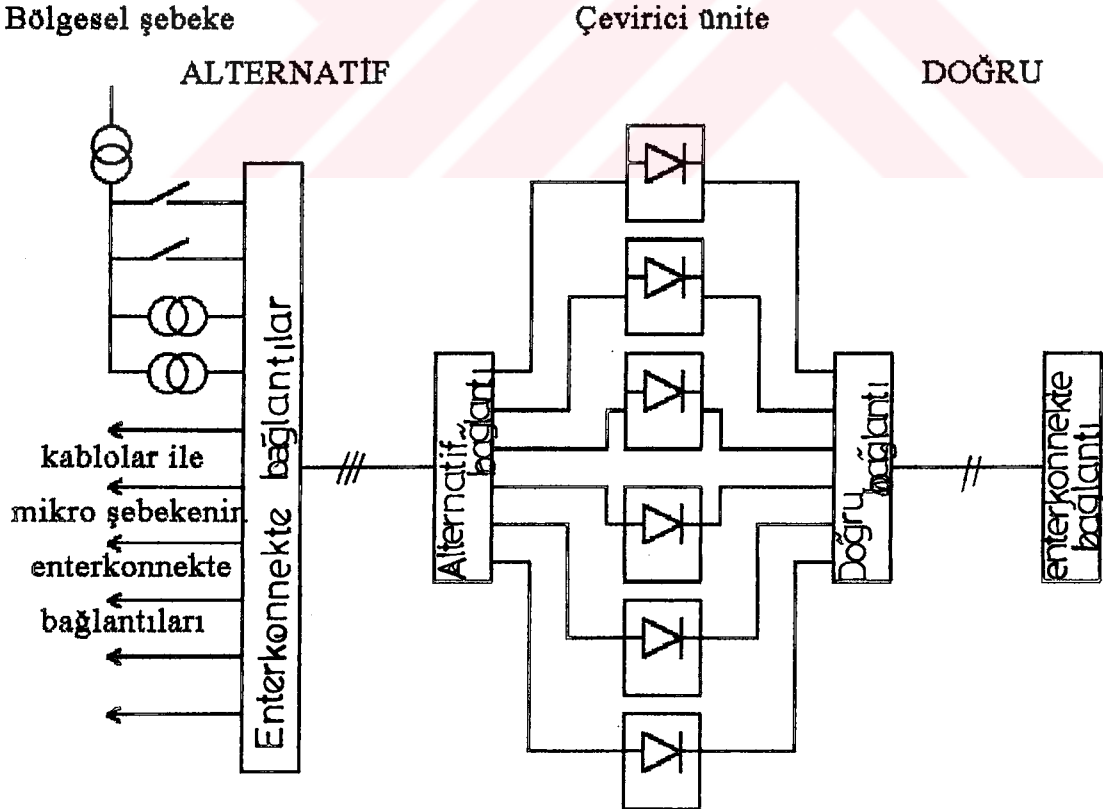 Bölgesel şebeke
Çevirici ünite
ALTERNATİF
DOĞRU
kablolar ile
mikro şebekenin
enterkonnekte
bağlantıları
Enterkonnekte bağlantılar
Alternatif
bağlantı
Doğru
bağlantı
enterkonnekte
bağlantı